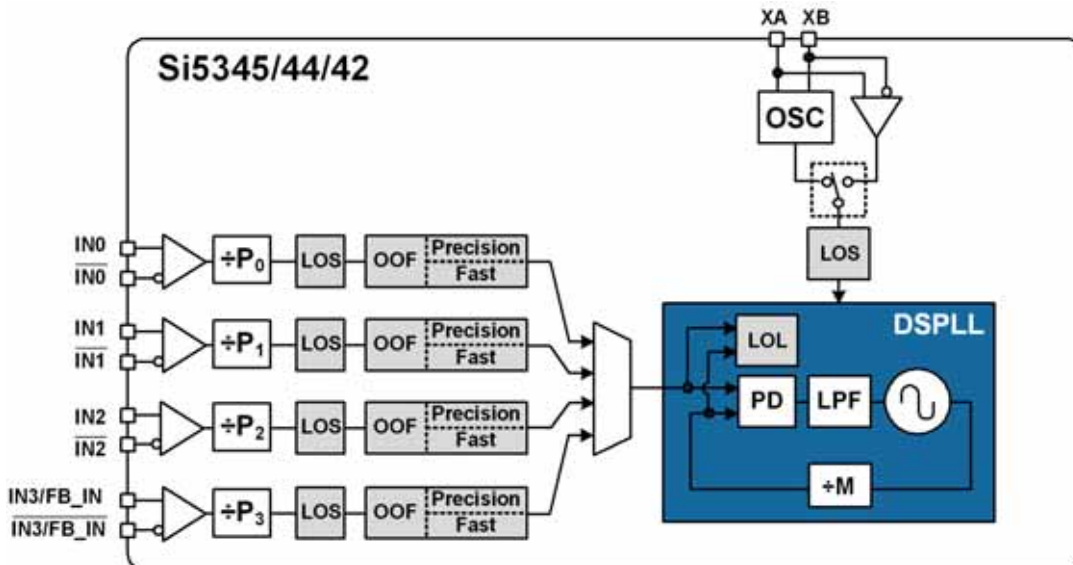 XA XB
Si5345/44/42
OSC
LOS
IN0
IN0
÷P0
LOS
OOF
Precision
Fast
IN1
IN1
÷P1
LOS
OOF
Precision
Fast
IN2
IN2
÷P2
LOS
OOF
Precision
Fast
IN3/FB_IN
IN3/FB_IN
÷P3
LOS
OOF
Precision
Fast
DSPLL
LOL
PD
LPF
÷M